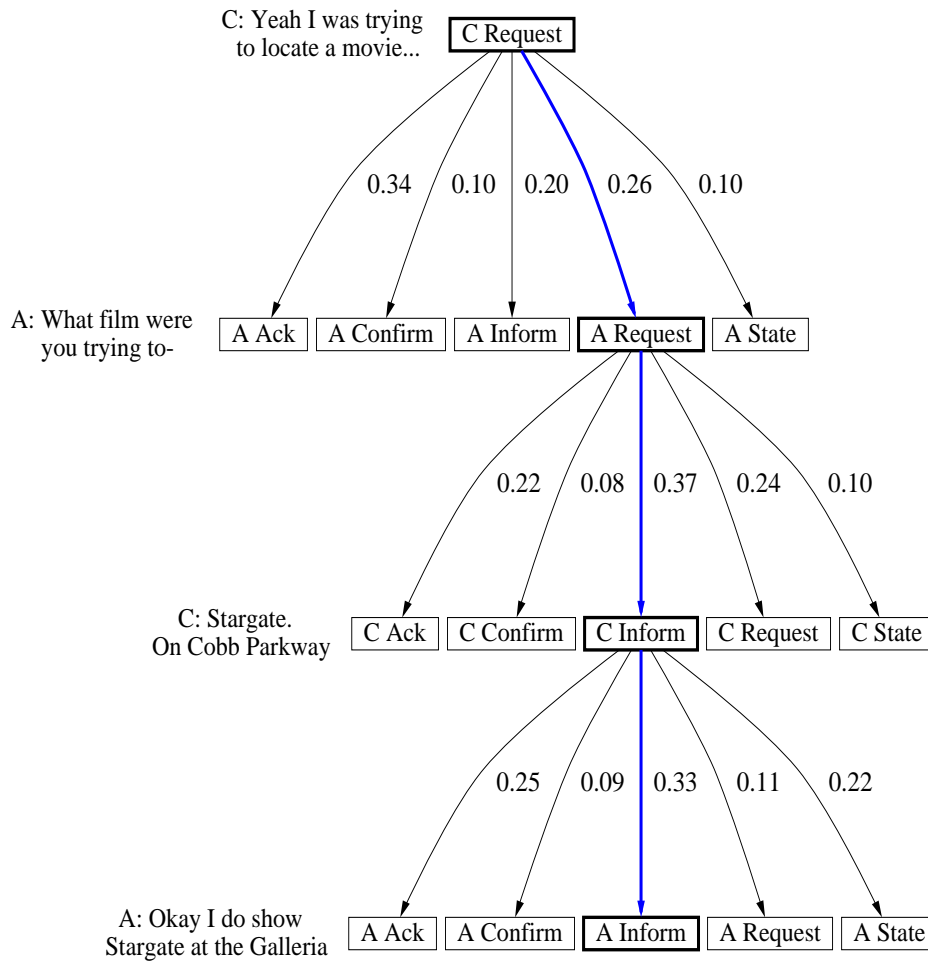 C: Yeah I was trying
to locate a movie...
C Request
0.34 0.10 0.20 0.26 0.10
A: What film were
you trying to-
A Ack A Confirm A Inform A Request A State
0.22 0.08 0.37 0.24 0.10
C: Stargate.
On Cobb Parkway
C Ack C Confirm C Inform C Request C State
0.25 0.09 0.33 0.11 0.22
A: Okay I do show
Stargate at the Galleria
A Ack A Confirm A Inform A Request A State